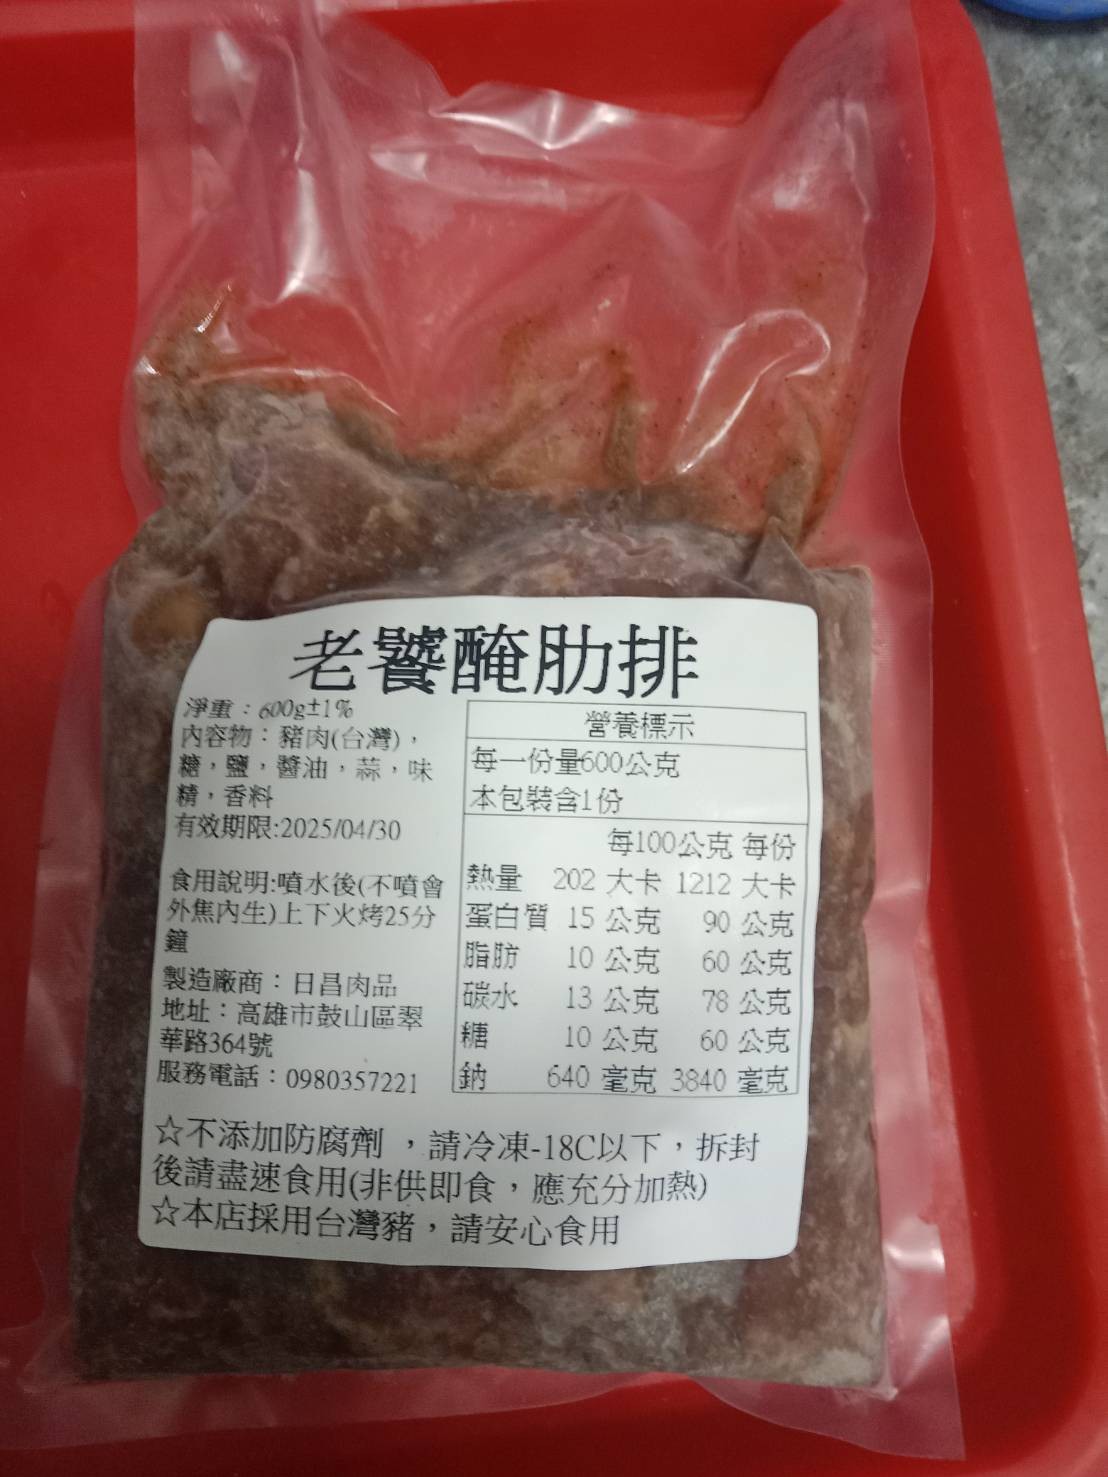 老饕醃肋排
淨重：600g±1%
內容物：豬肉(台灣)，
糖，鹽，醬油，蒜，味
精，香料
有效期限:2025/04/30
食用說明:噴水後(不噴會
外焦內生)上下火烤25分
鐘
製造廠商：日昌肉品
地址：高雄市鼓山區翠
華路364號
服務電話：0980357221
營養標示
每一份量600公克
本包裝含1份
每100公克 每份
熱量 202 大卡 1212 大卡
蛋白質 15 公克 90 公克
脂肪 10 公克 60 公克
碳水 13 公克 78 公克
糖 10 公克 60 公克
鈉 640 毫克 3840 毫克
☆不添加防腐劑 ，請冷凍-18C以下，拆封
後請盡速食用(非供即食，應充分加熱)
☆本店採用台灣豬，請安心食用